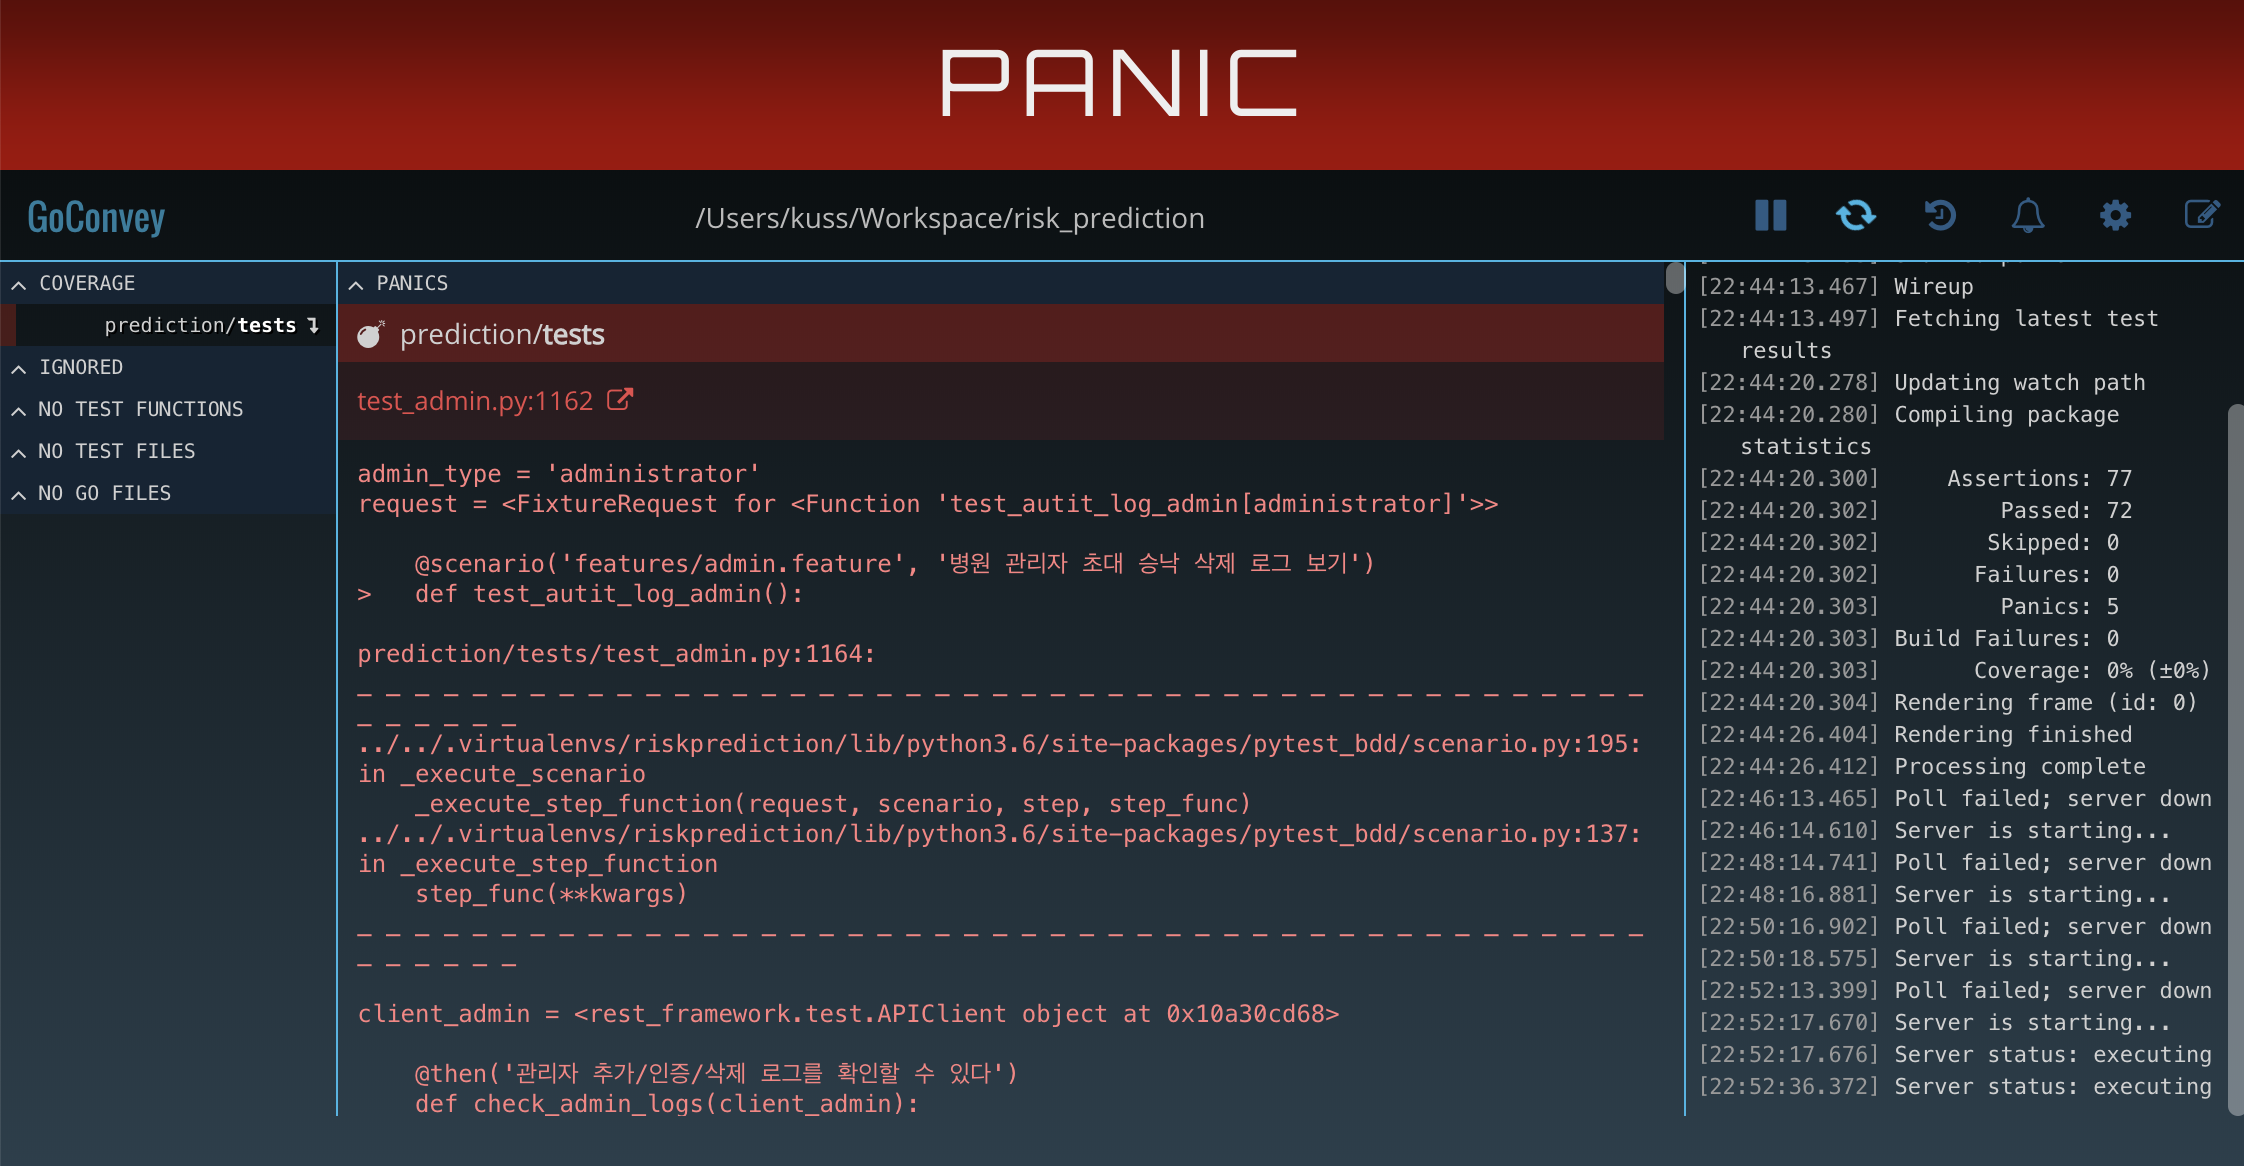 PANIC
GoConvey
/Users/kuss/Workspace/risk_prediction
COVERAGE
prediction/tests
IGNORED
NO TEST FUNCTIONS
NO TEST FILES
NO GO FILES
PANICS
prediction/tests
test_admin.py:1162
admin_type = 'administrator'
request = <FixtureRequest for <Function 'test_autit_log_admin[administrator]'>>
@scenario('features/admin.feature', '병원 관리자 초대 승낙 삭제 로그 보기')
> def test_autit_log_admin():
prediction/tests/test_admin.py:1164:
_ _ _ _ _ _ _ _ _ _ _ _ _ _ _ _ _ _ _ _ _ _ _ _ _ _ _ _ _ _ _ _ _ _ _ _ _ _ _ _ _ _ _ _ _
_ _ _ _ _ _
../../.virtualenvs/riskprediction/lib/python3.6/site-packages/pytest_bdd/scenario.py:195:
in _execute_scenario
_execute_step_function(request, scenario, step, step_func)
../../.virtualenvs/riskprediction/lib/python3.6/site-packages/pytest_bdd/scenario.py:137:
in _execute_step_function
step_func(**kwargs)
_ _ _ _ _ _ _ _ _ _ _ _ _ _ _ _ _ _ _ _ _ _ _ _ _ _ _ _ _ _ _ _ _ _ _ _ _ _ _ _ _ _ _ _ _
_ _ _ _ _ _
client_admin = <rest_framework.test.APIClient object at 0x10a30cd68>
@then('관리자 추가/인증/삭제 로그를 확인할 수 있다')
def check_admin_logs(client_admin):
[22:44:13.467] Wireup
[22:44:13.497] Fetching latest test
results
[22:44:20.278] Updating watch path
[22:44:20.280] Compiling package
statistics
[22:44:20.300] Assertions: 77
[22:44:20.302] Passed: 72
[22:44:20.302] Skipped: 0
[22:44:20.302] Failures: 0
[22:44:20.303] Panics: 5
[22:44:20.303] Build Failures: 0
[22:44:20.303] Coverage: 0% (±0%)
[22:44:20.304] Rendering frame (id: 0)
[22:44:26.404] Rendering finished
[22:44:26.412] Processing complete
[22:46:13.465] Poll failed; server down
[22:46:14.610] Server is starting...
[22:48:14.741] Poll failed; server down
[22:48:16.881] Server is starting...
[22:50:16.902] Poll failed; server down
[22:50:18.575] Server is starting...
[22:52:13.399] Poll failed; server down
[22:52:17.670] Server is starting...
[22:52:17.676] Server status: executing
[22:52:36.372] Server status: executing